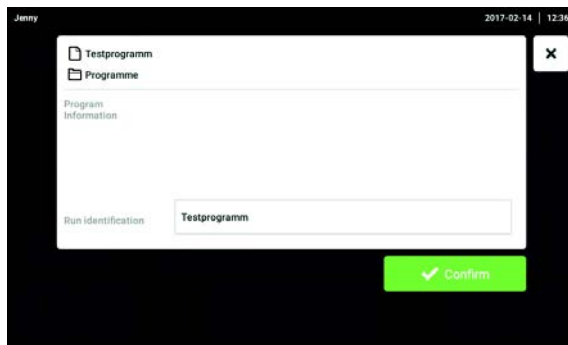 Jenny 2017-02-14 | 12:36
Testprogramm
Programme
Program
Information
Run identification Testprogramm
Confirm